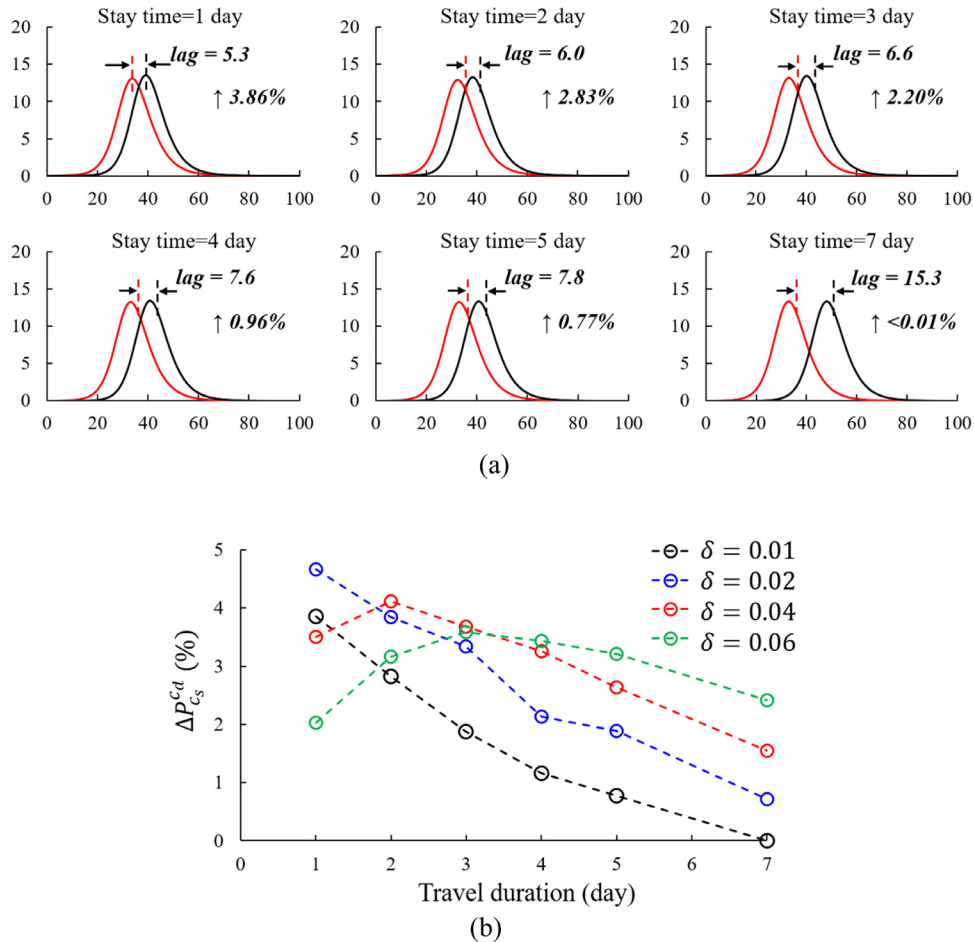 (a)
Stay time=1 day
20
15
10
5
0
0 20 40 60 80 100
lag = 5.3
↑ 3.86%
Stay time=2 day
20
15
10
5
0
0 20 40 60 80 100
lag = 6.0
↑ 2.83%
Stay time=3 day
20
15
10
5
0
0 20 40 60 80 100
lag = 6.6
↑ 2.20%
Stay time=4 day
20
15
10
5
0
0 20 40 60 80 100
lag = 7.6
↑ 0.96%
Stay time=5 day
20
15
10
5
0
0 20 40 60 80 100
lag = 7.8
↑ 0.77%
Stay time=7 day
20
15
10
5
0
0 20 40 60 80 100
lag = 15.3
↑ <0.01%
(a)
5
4
3
2
1
0
ΔP_{c_s}^{c_d} (%)
δ = 0.01
δ = 0.02
δ = 0.04
δ = 0.06
0 1 2 3 4 5 6 7
Travel duration (day)
(b)